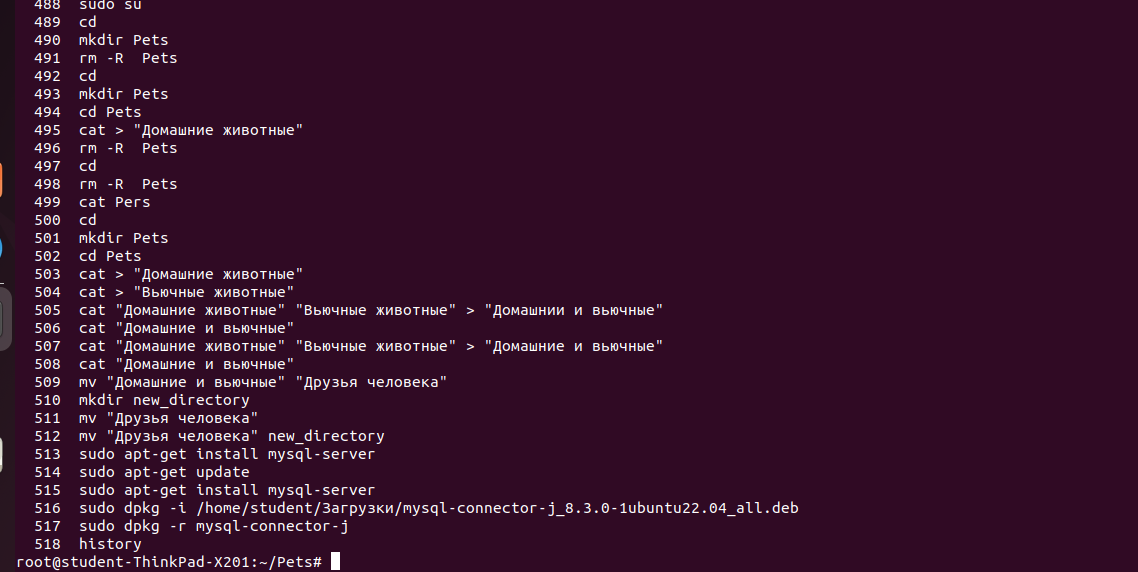 488 sudo su
489 cd
490 mkdir Pets
491 rm -R  Pets
492 cd
493 mkdir Pets
494 cd Pets
495 cat > "Домашние животные"
496 rm -R  Pets
497 cd
498 rm -R  Pets
499 cat Pers
500 cd
501 mkdir Pets
502 cd Pets
503 cat > "Домашние животные"
504 cat > "Вьючные животные"
505 cat "Домашние животные" "Вьючные животные" > "Домашнии и вьючные"
506 cat "Домашние и вьючные"
507 cat "Домашние животные" "Вьючные животные" > "Домашние и вьючные"
508 cat "Домашние и вьючные"
509 mv "Домашние и вьючные" "Друзья человека"
510 mkdir new_directory
511 mv "Друзья человека"
512 mv "Друзья человека" new_directory
513 sudo apt-get install mysql-server
514 sudo apt-get update
515 sudo apt-get install mysql-server
516 sudo dpkg -i /home/student/Загрузки/mysql-connector-j_8.3.0-1ubuntu22.04_all.deb
517 sudo dpkg -r mysql-connector-j
518 history
root@student-ThinkPad-X201:~/Pets#